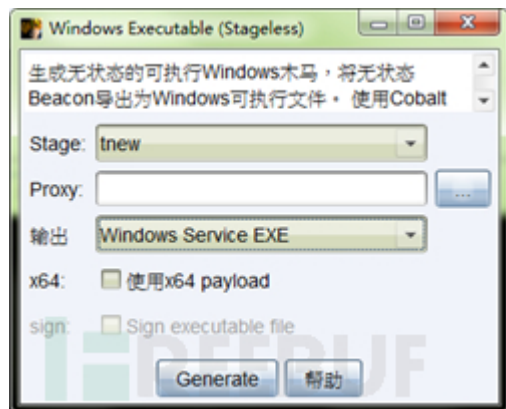 Windows Executable (Stageless)
生成无状态的可执行Windows木马，将无状态
Beacon导出为Windows可执行文件。 使用Cobalt
Stage: tnew
Proxy: ...
输出 Windows Service EXE
x64: 使用x64 payload
sign: Sign executable file
Generate 帮助
REEBUF